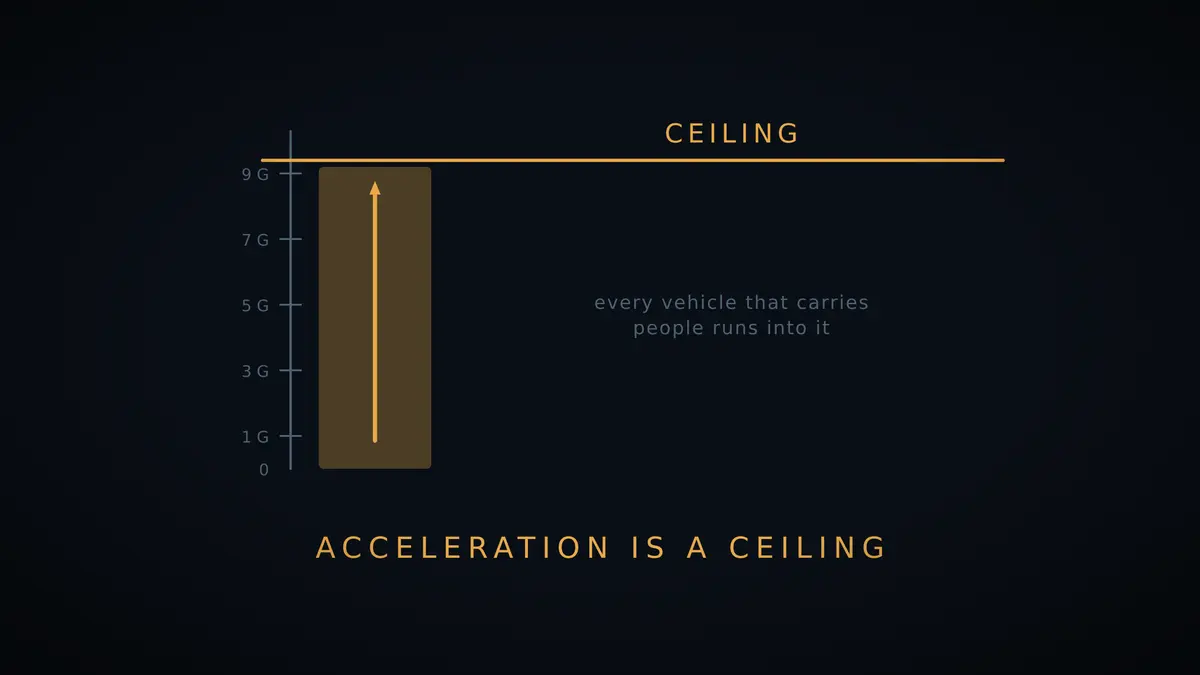 CEILING
9 G
7 G
5 G
3 G
1 G
0
every vehicle that carries
people runs into it
ACCELERATION IS A CEILING